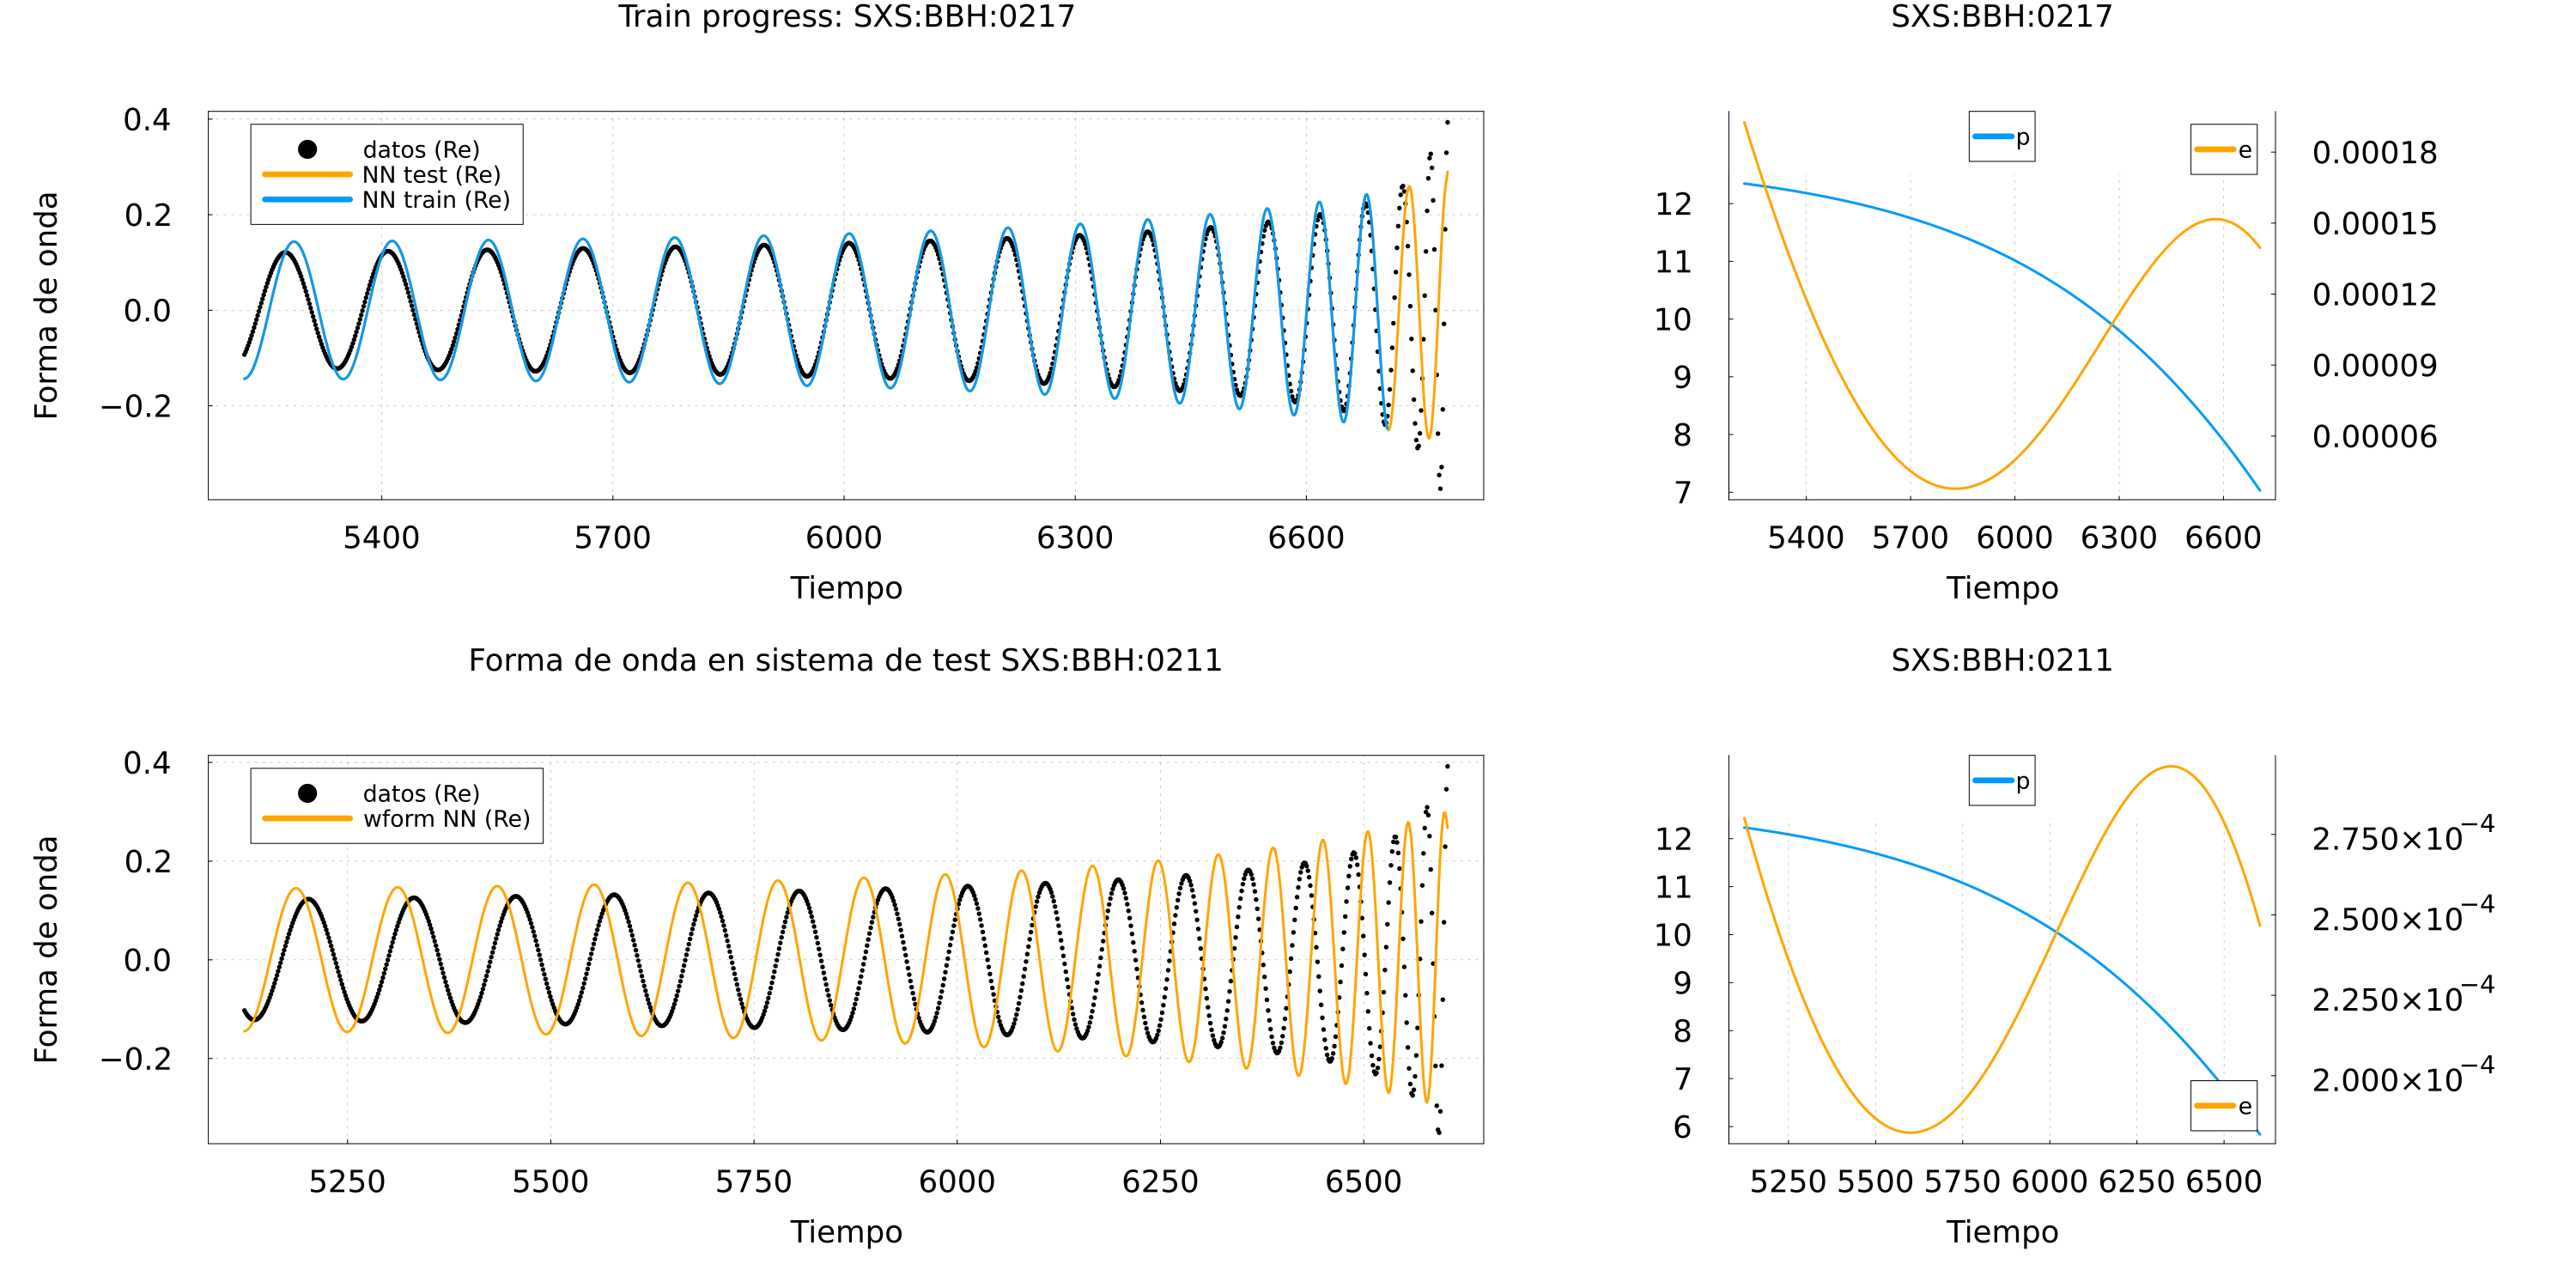 Train progress: SXS:BBH:0217
0.4
0.2
0.0
−0.2
Forma de onda
datos (Re)
NN test (Re)
NN train (Re)
5400 5700 6000 6300 6600
Tiempo
SXS:BBH:0217
12
11
10
9
8
7
p
e
0.00018
0.00015
0.00012
0.00009
0.00006
5400 5700 6000 6300 6600
Tiempo
Forma de onda en sistema de test SXS:BBH:0211
0.4
0.2
0.0
−0.2
Forma de onda
datos (Re)
wform NN (Re)
5250 5500 5750 6000 6250 6500
Tiempo
SXS:BBH:0211
12
11
10
9
8
7
6
p
e
2.750×10⁻⁴
2.500×10⁻⁴
2.250×10⁻⁴
2.000×10⁻⁴
5250 5500 5750 6000 6250 6500
Tiempo